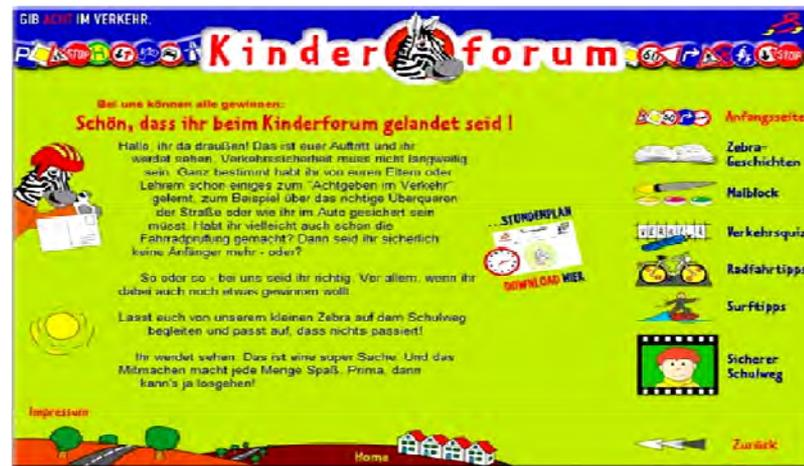 GIB ACHT IM VERKEHR.
Kinderforum
Bei uns können alle gewinnen:
Schön, dass ihr beim Kinderforum gelandet seid !
Hallo, ihr da draußen! Das ist euer Auftritt und ihr
werdet sehen: Verkehrssicherheit muss nicht langweilig
sein. Ganz bestimmt habt ihr von euren Eltern oder
Lehrern schon einiges zum "Achtgeben im Verkehr"
gelernt, zum Beispiel über das richtige Überqueren
der Straße oder wie ihr im Auto gesichert sein
müsst. Habt ihr vielleicht auch schon die
Fahrradprüfung gemacht? Dann seid ihr sicherlich
keine Anfänger mehr - oder?
So oder so - bei uns seid ihr richtig. Vor allem, wenn ihr
dabei auch noch etwas gewinnen wollt.
Lasst euch von unserem kleinen Zebra auf dem Schulweg
begleiten und passt auf, dass nichts passiert!
Ihr werdet sehen: Das ist eine super Sache. Und das
Mitmachen macht jede Menge Spaß. Prima, dann
kann's ja losgehen!
...STUNDENPLAN
DOWNLOAD HIER
Anfangsseite
Zebra-
Geschichten
Malblock
Verkehrsquiz
Radfahrtipps
Surftipps
Sicherer
Schulweg
Zurück
Impressum
Home